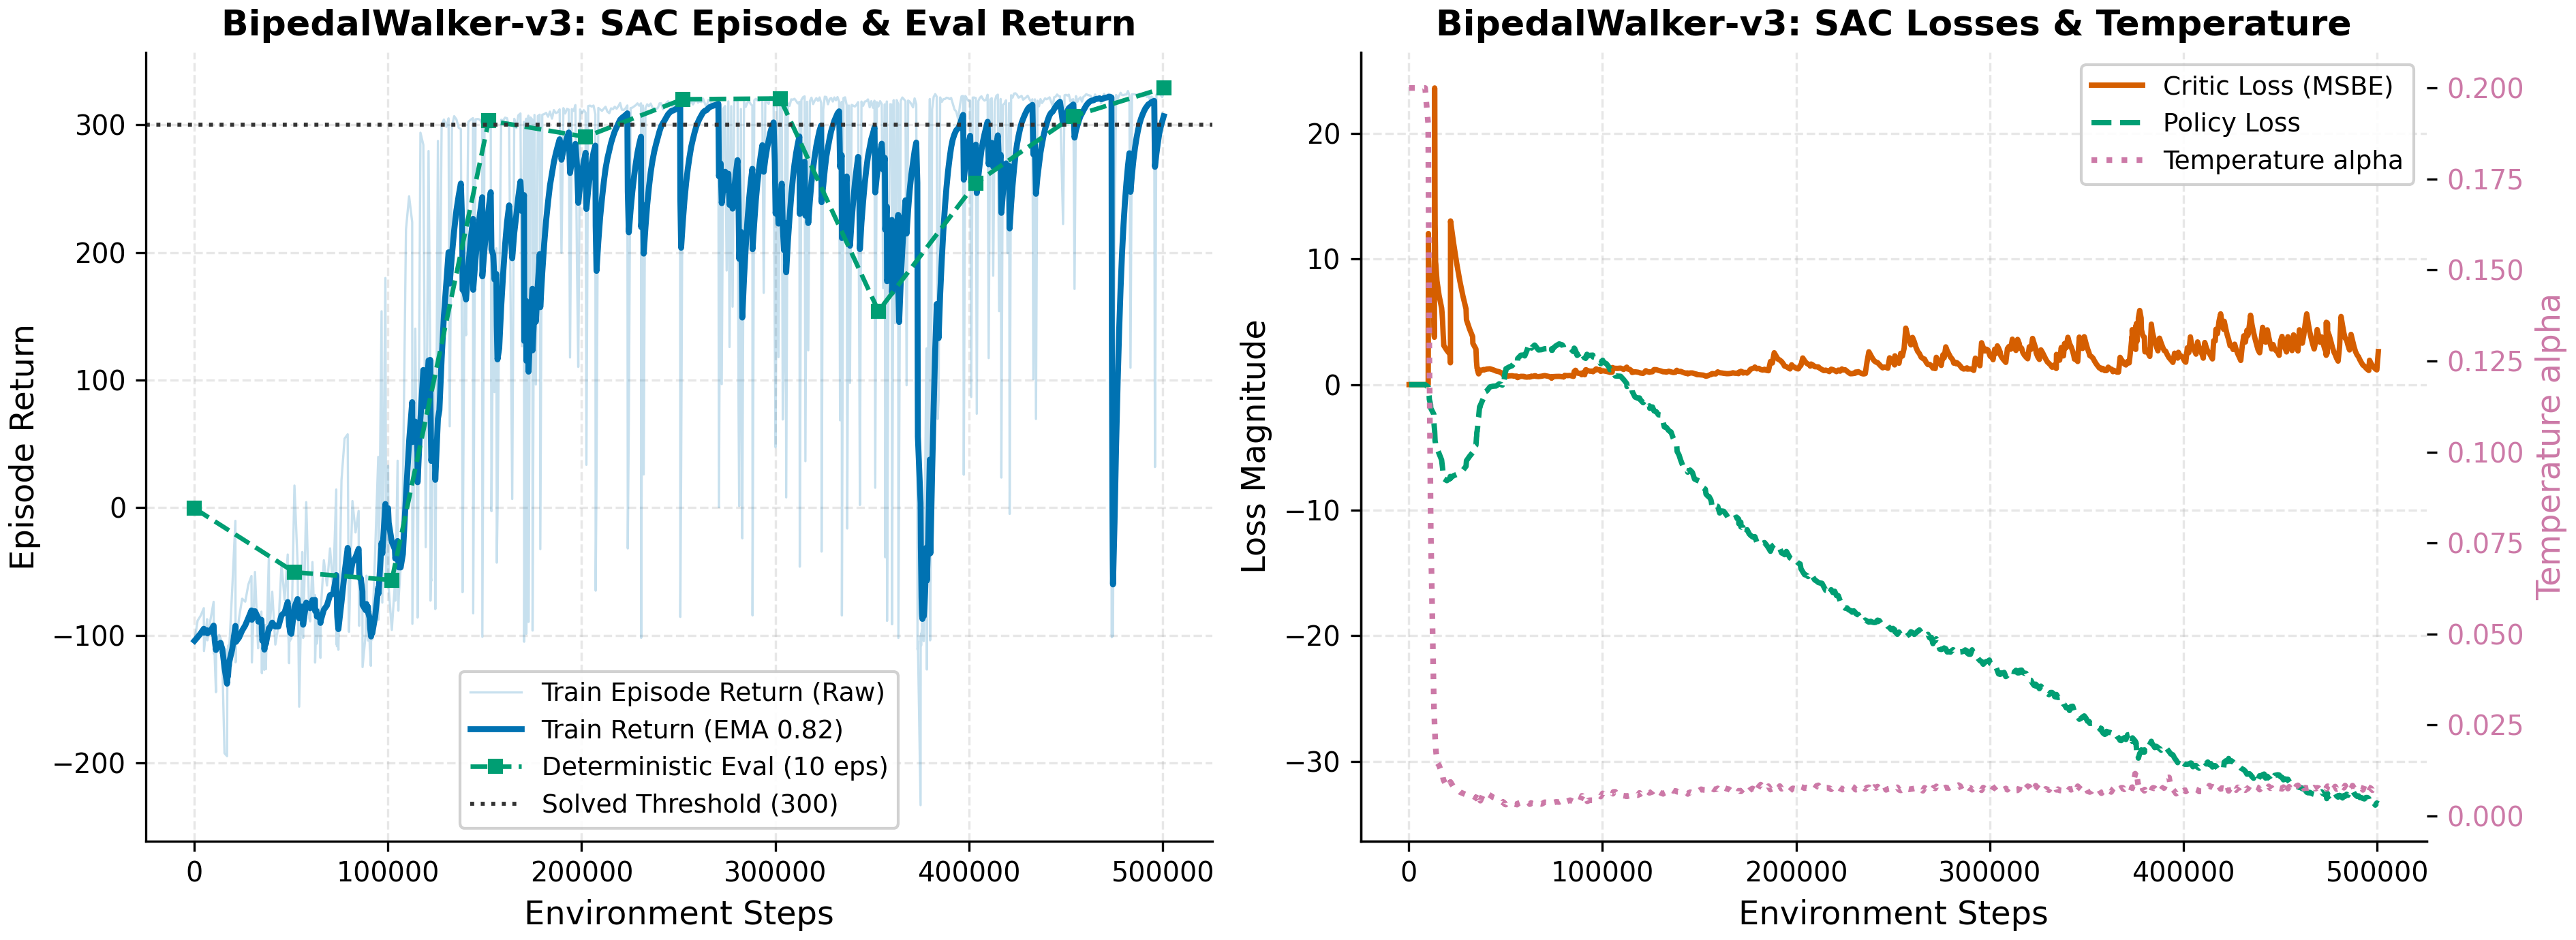 BipedalWalker-v3: SAC Episode & Eval Return
Episode Return
300
200
100
0
−100
−200
0
100000
200000
300000
400000
500000
Environment Steps
Train Episode Return (Raw)
Train Return (EMA 0.82)
Deterministic Eval (10 eps)
Solved Threshold (300)
BipedalWalker-v3: SAC Losses & Temperature
Loss Magnitude
20
10
0
−10
−20
−30
0
100000
200000
300000
400000
500000
Environment Steps
Critic Loss (MSBE)
Policy Loss
Temperature alpha
0.200
0.175
0.150
0.125
0.100
0.075
0.050
0.025
0.000
Temperature alpha